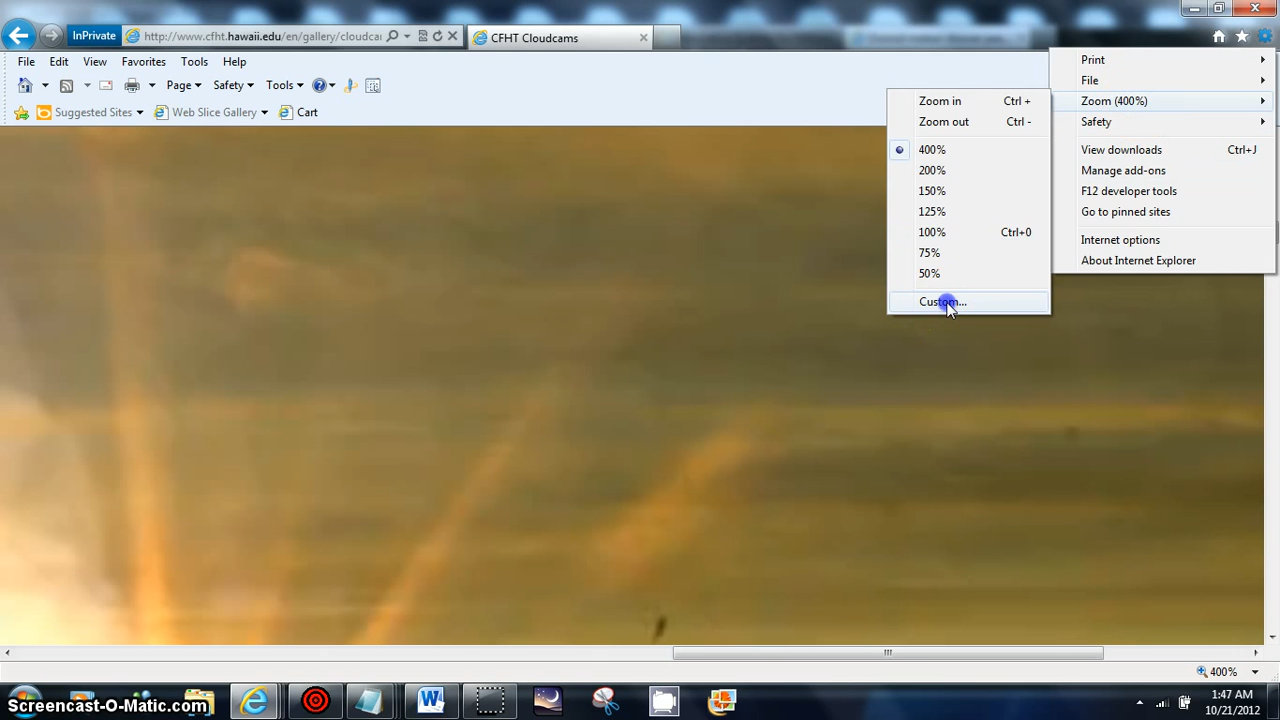 InPrivate
http://www.cfht.hawaii.edu/en/gallery/cloudca
CFHT Cloudcams
File Edit View Favorites Tools Help
Page Safety Tools
Suggested Sites Web Slice Gallery Cart
Print
File
Zoom (400%)
Safety
View downloads Ctrl+J
Manage add-ons
F12 developer tools
Go to pinned sites
Internet options
About Internet Explorer
Zoom in Ctrl +
Zoom out Ctrl -
400%
200%
150%
125%
100% Ctrl+0
75%
50%
Custom...
400%
Screencast-O-Matic.com
1:47 AM
10/21/2012